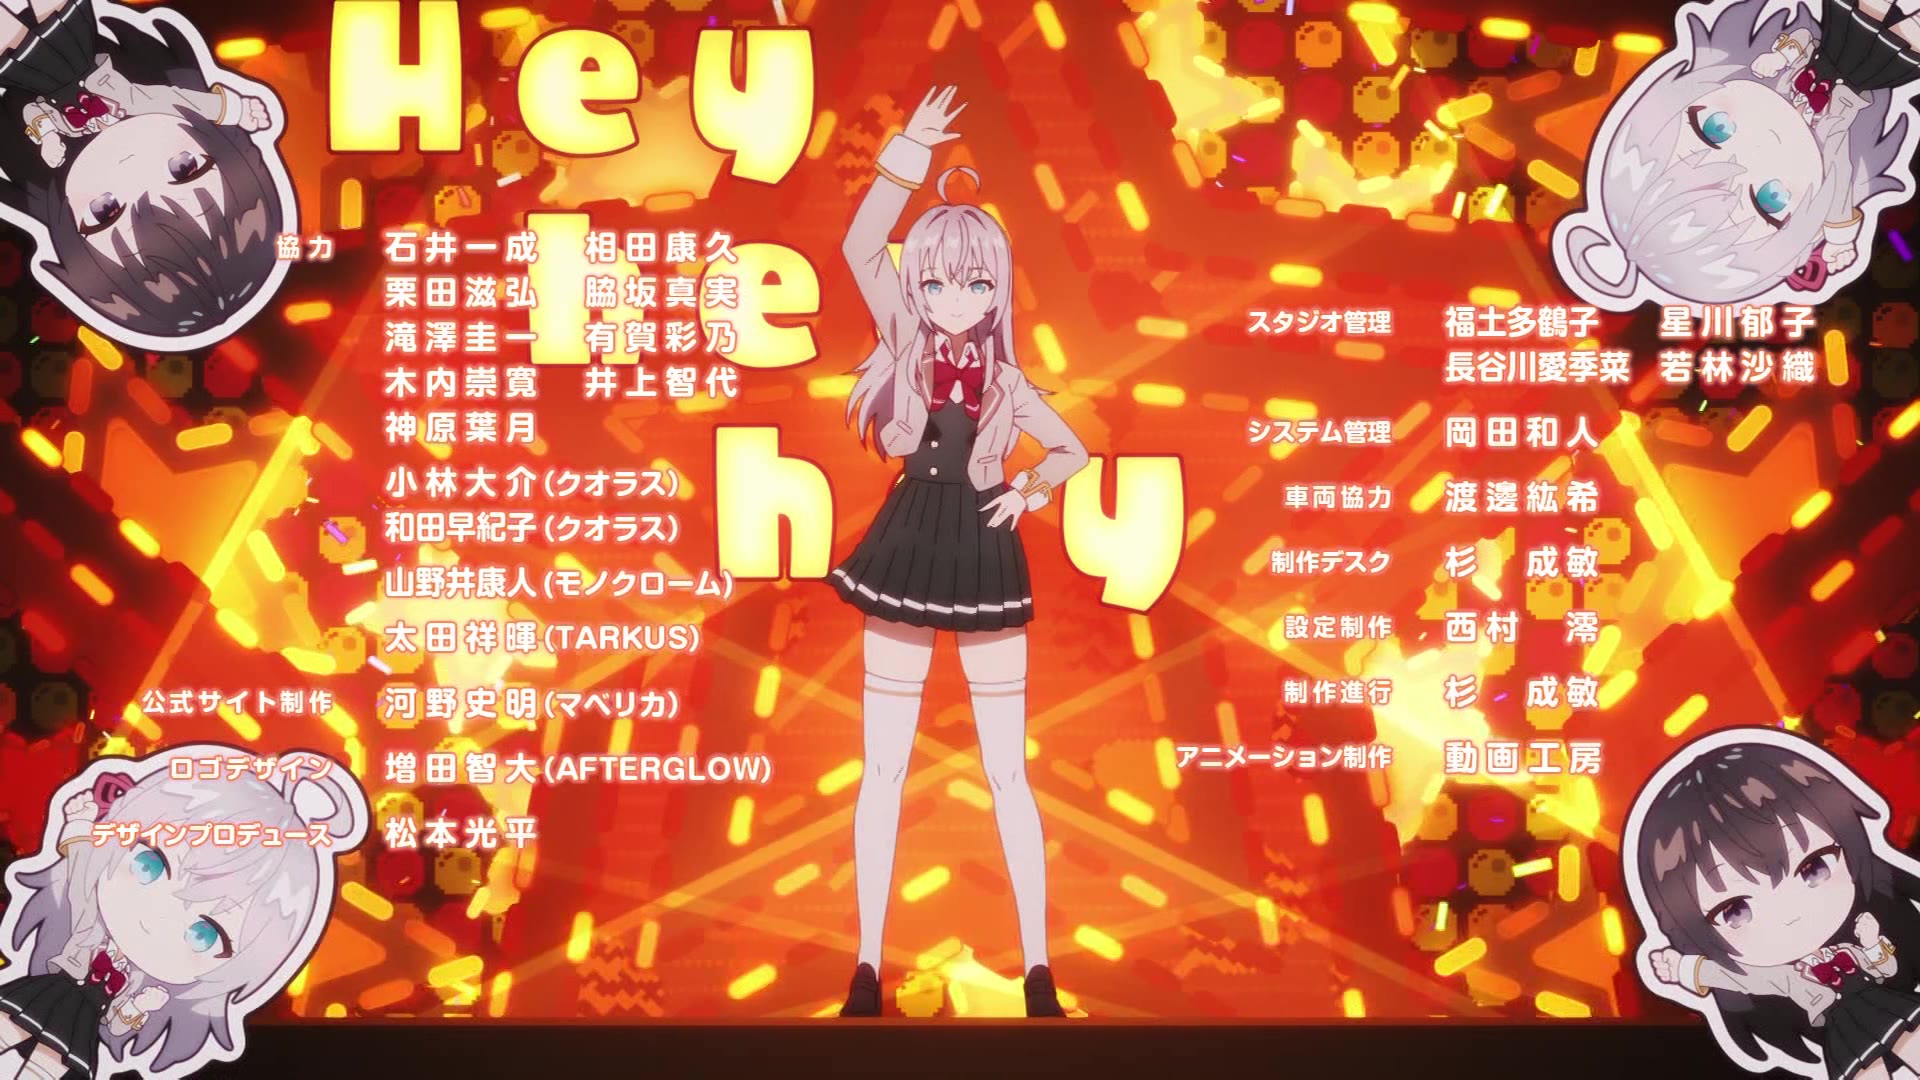 Hey
he
h y
協力 石井一成 相田康久
栗田滋弘 脇坂真実
滝澤圭一 有賀彩乃
木内崇寛 井上智代
神原葉月
小林大介(クオラス)
和田早紀子(クオラス)
山野井康人(モノクローム)
太田祥暉(TARKUS)
公式サイト制作 河野史明(マベリカ)
ロゴデザイン 増田智大(AFTERGLOW)
デザインプロデュース 松本光平
スタジオ管理 福土多鶴子 星川郁子
長谷川愛季菜 若林沙織
システム管理 岡田和人
車両協力 渡邊紘希
制作デスク 杉 成敏
設定制作 西村 澪
制作進行 杉 成敏
アニメーション制作 動画工房